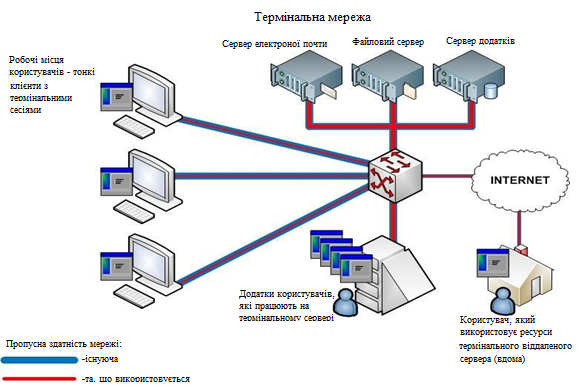 Термінальна мережа
Робочі місця
користувачів - тонкі
клієнти з
термінальними
сесіями
Сервер електроної почти
Файловий сервер
Сервер додатків
INTERNET
Додатки користувачів,
які працюють на
термінальному сервері
Користувач, який
використовує ресурси
термінального віддаленого
сервера (вдома)
Пропусна здатність мережі:
-існуюча
-та, що використовується